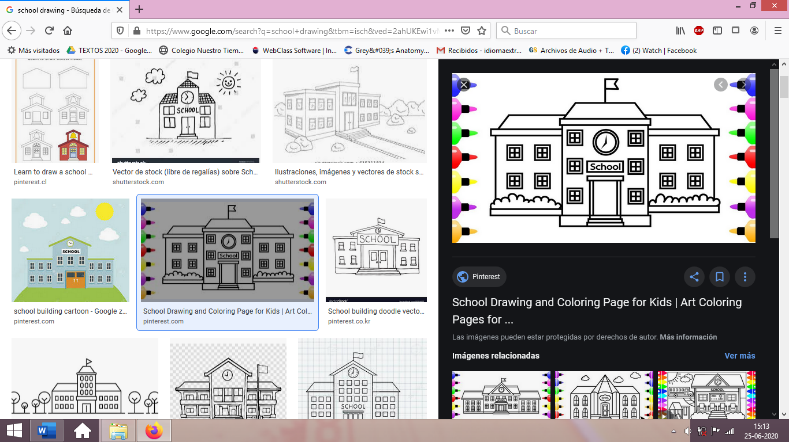 school drawing - Búsqueda de
https://www.google.com/search?q=school+drawing&tbm=isch&ved=2ahUKEwi1v
Buscar
Más visitados
TEXTOS 2020 - Google...
Colegio Nuestro Tiem...
WebClass Software | In...
Grey&#039;s Anatomy...
Recibidos - idiomaextr...
Archivos de Audio + T...
(2) Watch | Facebook
Learn to draw a school ...
pinterest.cl
SCHOOL
Vector de stock (libre de regalías) sobre Sch...
shutterstock.com
Ilustraciones, imágenes y vectores de stock s...
shutterstock.com
SCHOOL
school building cartoon - Google z...
pinterest.com
School
School Drawing and Coloring Page for Kids | Art Col...
pinterest.com
SCHOOL
School building doodle vecto...
pinterest.co.kr
SCHOOL
School
Pinterest
School Drawing and Coloring Page for Kids | Art Coloring
Pages for ...
Las imágenes pueden estar protegidas por derechos de autor. Más información
Imágenes relacionadas
Ver más
15:13
25-06-2020